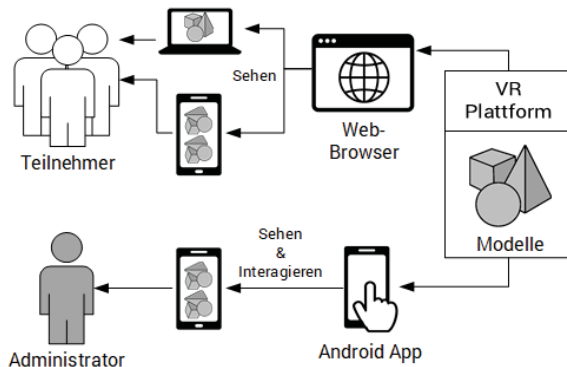 Sehen
Teilnehmer
Web-
Browser
VR
Plattform
Modelle
Sehen
&
Interagieren
Administrator
Android App